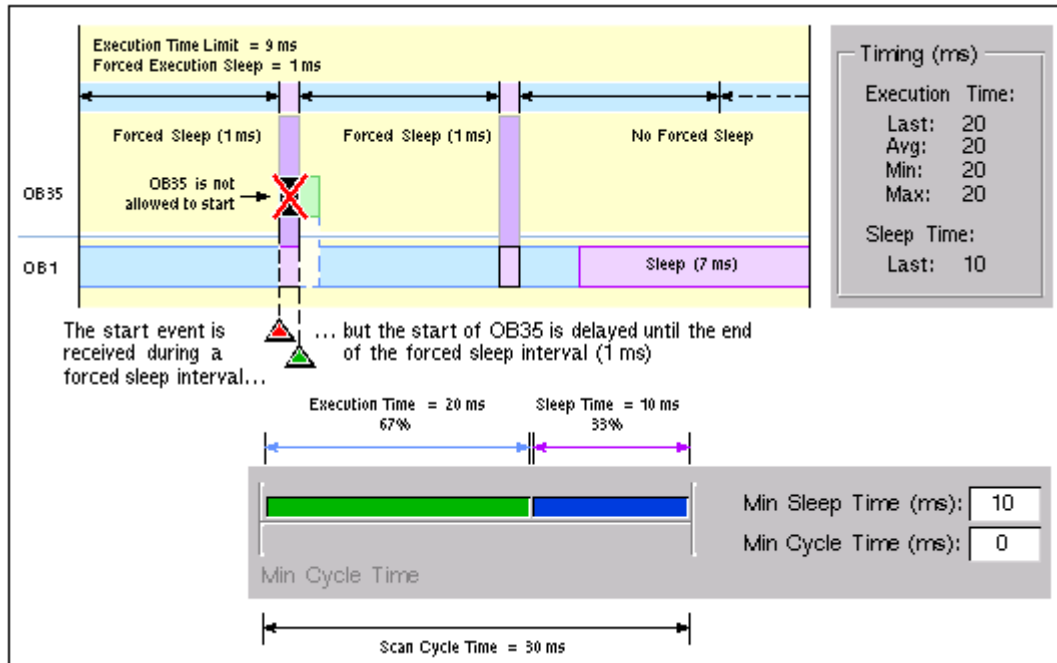 Execution Time Limit = 9 ms
Forced Execution Sleep = 1 ms
Forced Sleep (1 ms)
Forced Sleep (1 ms)
No Forced Sleep
OB35
OB35 is not
allowed to start
OB1
Sleep (7 ms)
The start event is
received during a
forced sleep interval...
... but the start of OB35 is delayed until the end
of the forced sleep interval (1 ms)
Timing (ms)
Execution Time:
Last: 20
Avg: 20
Min: 20
Max: 20
Sleep Time:
Last: 10
Execution Time = 20 ms
67%
Sleep Time = 10 ms
33%
Min Sleep Time (ms): 10
Min Cycle Time (ms): 0
Min Cycle Time
Scan Cycle Time = 30 ms